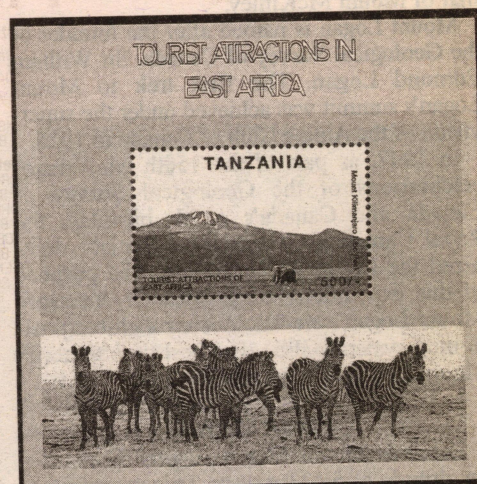 TOURIST ATTRACTIONS IN
EAST AFRICA
TANZANIA
Mount Kilimanjaro
TOURIST ATTRACTIONS OF
EAST AFRICA
500/-